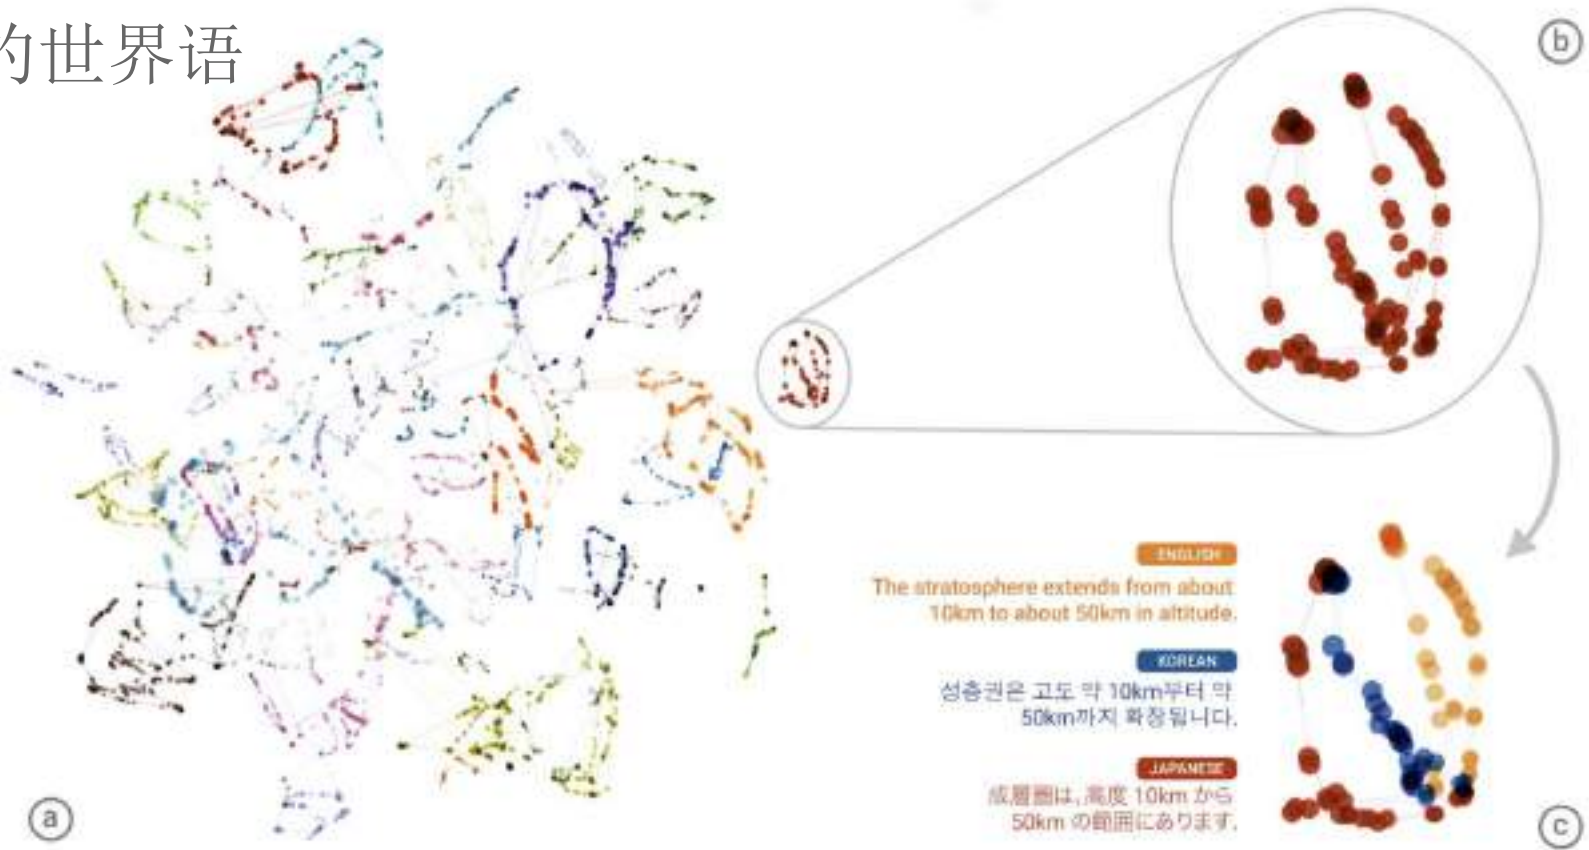 的世界语
b
ENGLISH
The stratosphere extends from about
10km to about 50km in altitude.
KOREAN
성층권은 고도 약 10km부터 약
50km까지 확장됩니다.
JAPANESE
成層圏は、高度 10km から
50km の範囲にあります。
a
c